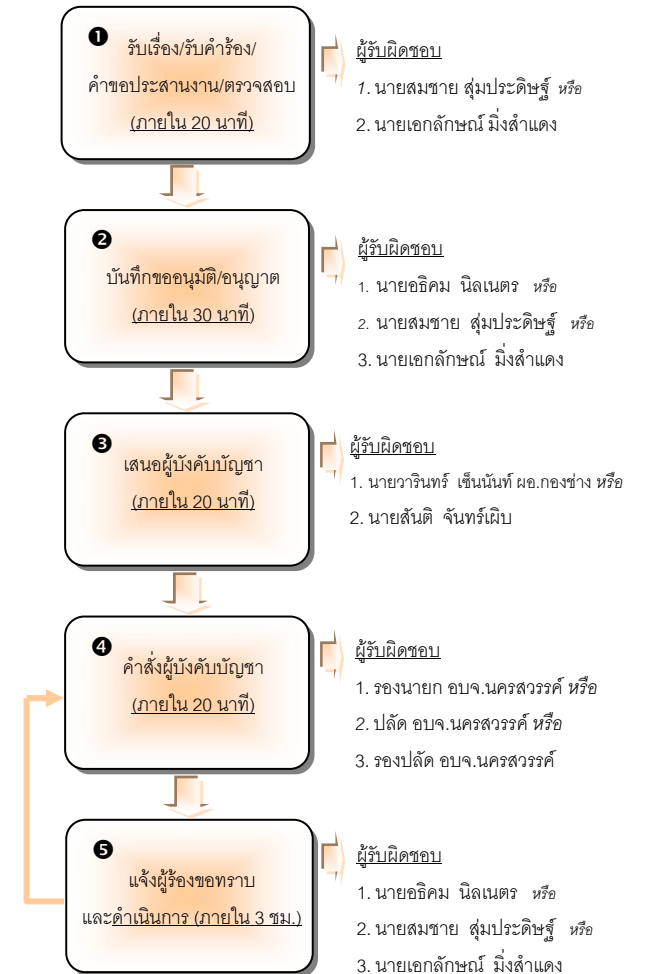 ❶
รับเรื่อง/รับคำร้อง/
คำขอประสานงาน/ตรวจสอบ
(ภายใน 20 นาที)
ผู้รับผิดชอบ
1. นายสมชาย สุ่มประดิษฐ์ หรือ
2. นายเอกลักษณ์ มิ่งสำแดง
❷
บันทึกขออนุมัติ/อนุญาต
(ภายใน 30 นาที)
ผู้รับผิดชอบ
1. นายอธิคม นิลเนตร หรือ
2. นายสมชาย สุ่มประดิษฐ์ หรือ
3. นายเอกลักษณ์ มิ่งสำแดง
❸
เสนอผู้บังคับบัญชา
(ภายใน 20 นาที)
ผู้รับผิดชอบ
1. นายวารินทร์ เซ็นนันท์ ผอ.กองช่าง หรือ
2. นายสันติ จันทร์เผิบ
❹
คำสั่งผู้บังคับบัญชา
(ภายใน 20 นาที)
ผู้รับผิดชอบ
1. รองนายก อบจ.นครสวรรค์ หรือ
2. ปลัด อบจ.นครสวรรค์ หรือ
3. รองปลัด อบจ.นครสวรรค์
❺
แจ้งผู้ร้องขอทราบ
และดำเนินการ (ภายใน 3 ชม.)
ผู้รับผิดชอบ
1. นายอธิคม นิลเนตร หรือ
2. นายสมชาย สุ่มประดิษฐ์ หรือ
3. นายเอกลักษณ์ มิ่งสำแดง